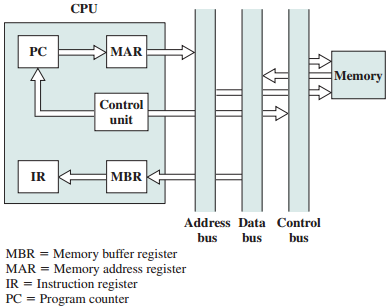 CPU
PC
MAR
Memory
Control
unit
IR
MBR
Address Data Control
bus bus bus
MBR = Memory buffer register
MAR = Memory address register
IR = Instruction register
PC = Program counter